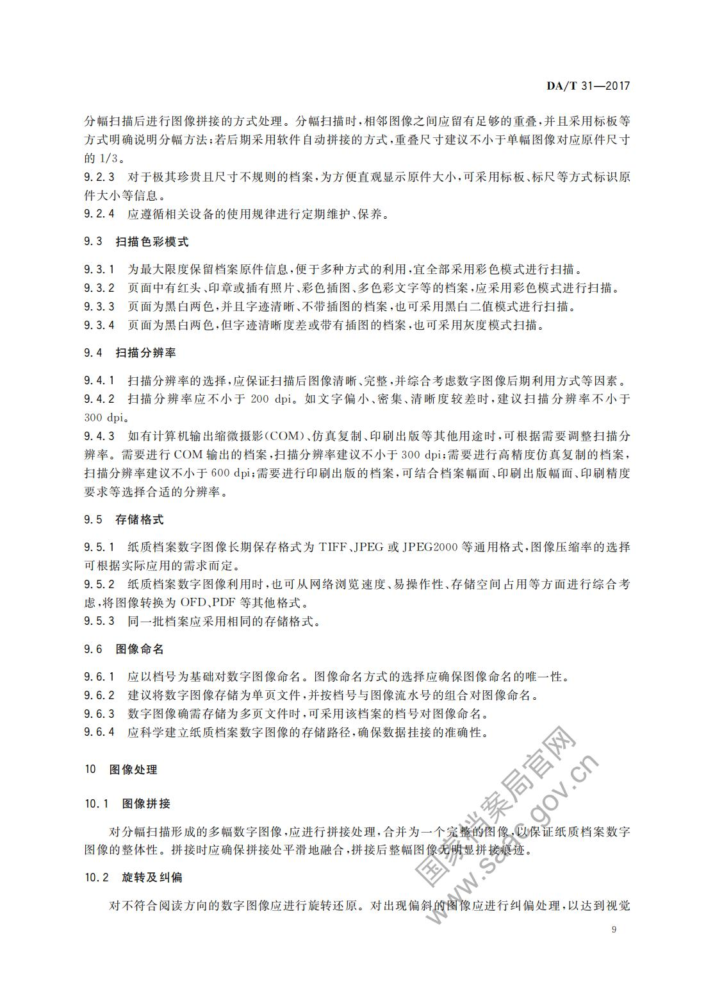 DA/T 31—2017
分幅扫描后进行图像拼接的方式处理。分幅扫描时,相邻图像之间应留有足够的重叠,并且采用标板等
方式明确说明分幅方法;若后期采用软件自动拼接的方式,重叠尺寸建议不小于单幅图像对应原件尺寸
的 1/3。
9.2.3 对于极其珍贵且尺寸不规则的档案,为方便直观显示原件大小,可采用标板、标尺等方式标识原
件大小等信息。
9.2.4 应遵循相关设备的使用规律进行定期维护、保养。
9.3 扫描色彩模式
9.3.1 为最大限度保留档案原件信息,便于多种方式的利用,宜全部采用彩色模式进行扫描。
9.3.2 页面中有红头、印章或插有照片、彩色插图、多色彩文字等的档案,应采用彩色模式进行扫描。
9.3.3 页面为黑白两色,并且字迹清晰、不带插图的档案,也可采用黑白二值模式进行扫描。
9.3.4 页面为黑白两色,但字迹清晰度差或带有插图的档案,也可采用灰度模式扫描。
9.4 扫描分辨率
9.4.1 扫描分辨率的选择,应保证扫描后图像清晰、完整,并综合考虑数字图像后期利用方式等因素。
9.4.2 扫描分辨率应不小于 200 dpi。如文字偏小、密集、清晰度较差时,建议扫描分辨率不小于
300 dpi。
9.4.3 如有计算机输出缩微摄影(COM)、仿真复制、印刷出版等其他用途时,可根据需要调整扫描分
辨率。需要进行 COM 输出的档案,扫描分辨率建议不小于 300 dpi;需要进行高精度仿真复制的档案,
扫描分辨率建议不小于 600 dpi;需要进行印刷出版的档案,可结合档案幅面、印刷出版幅面、印刷精度
要求等选择合适的分辨率。
9.5 存储格式
9.5.1 纸质档案数字图像长期保存格式为 TIFF、JPEG 或 JPEG2000 等通用格式,图像压缩率的选择
可根据实际应用的需求而定。
9.5.2 纸质档案数字图像利用时,也可从网络浏览速度、易操作性、存储空间占用等方面进行综合考
虑,将图像转换为 OFD、PDF 等其他格式。
9.5.3 同一批档案应采用相同的存储格式。
9.6 图像命名
9.6.1 应以档号为基础对数字图像命名。图像命名方式的选择应确保图像命名的唯一性。
9.6.2 建议将数字图像存储为单页文件,并按档号与图像流水号的组合对图像命名。
9.6.3 数字图像确需存储为多页文件时,可采用该档案的档号对图像命名。
9.6.4 应科学建立纸质档案数字图像的存储路径,确保数据挂接的准确性。
10 图像处理
10.1 图像拼接
对分幅扫描形成的多幅数字图像,应进行拼接处理,合并为一个完整的图像,以保证纸质档案数字
图像的整体性。拼接时应确保拼接处平滑地融合,拼接后整幅图像无明显拼接痕迹。
10.2 旋转及纠偏
对不符合阅读方向的数字图像应进行旋转还原。对出现偏斜的图像应进行纠偏处理,以达到视觉
9
国家档案局官网
www.saac.gov.cn